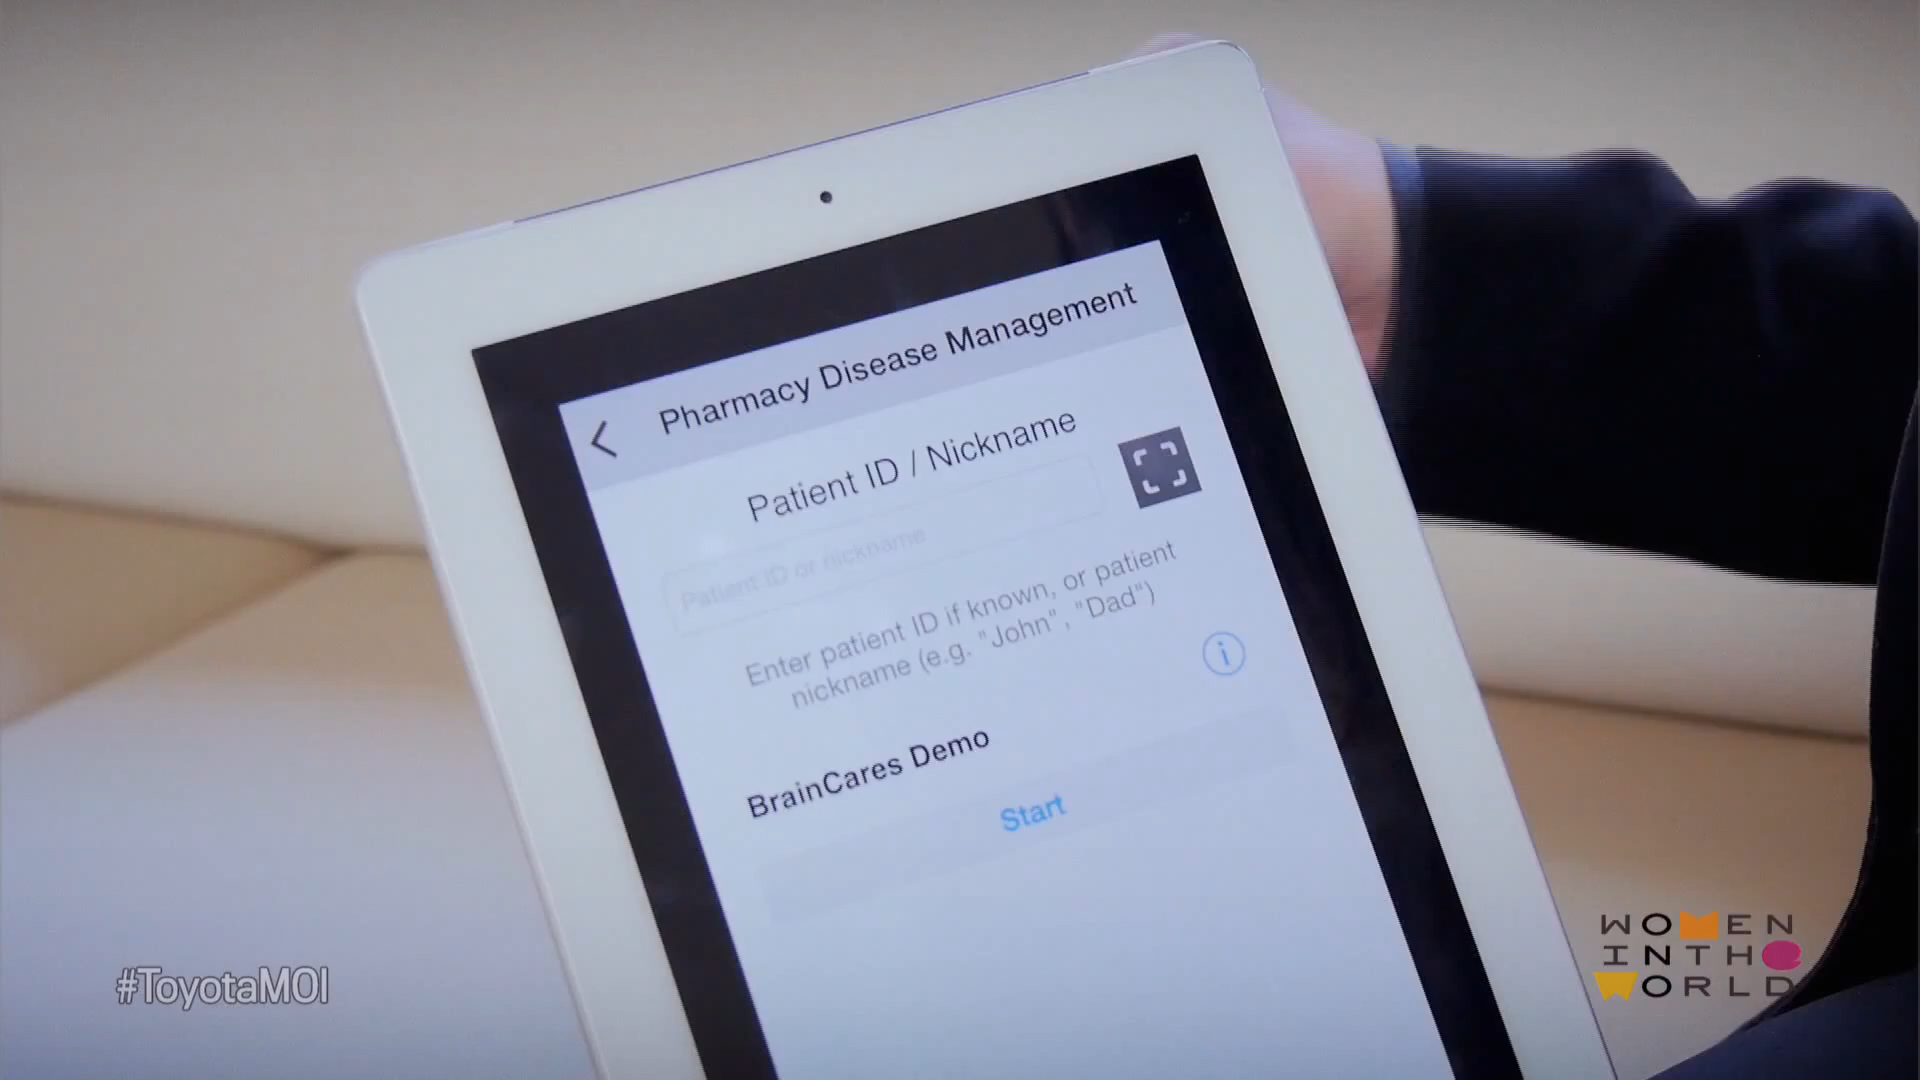 Pharmacy Disease Management
Patient ID / Nickname
Patient ID or nickname
Enter patient ID if known, or patient
nickname (e.g. "John", "Dad")
BrainCares Demo
Start
#ToyotaMOI
WOMEN
IN THE
WORLD